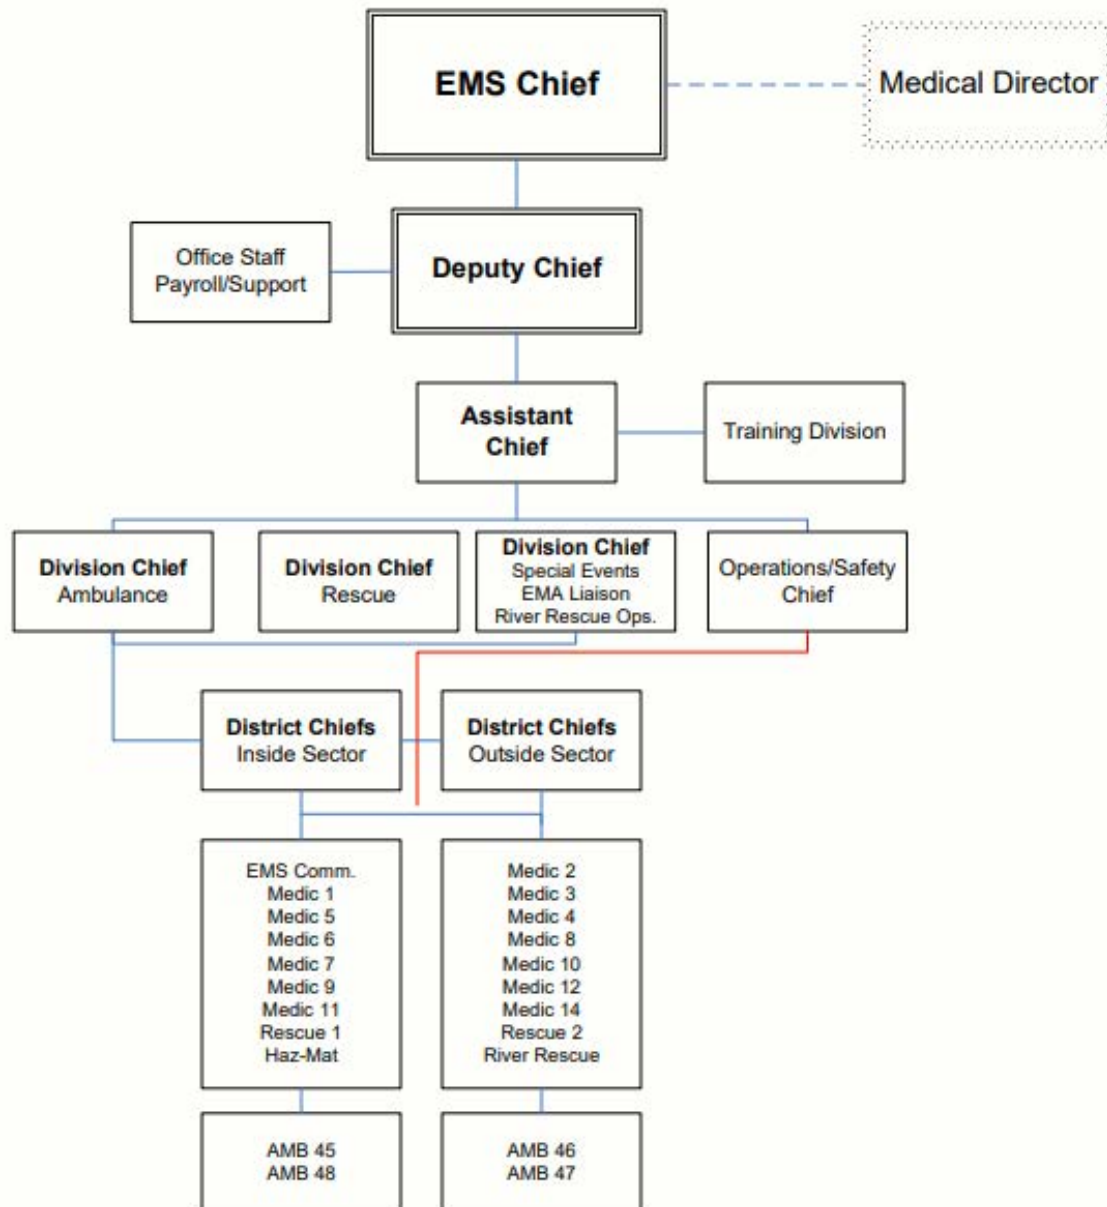 EMS Chief
Medical Director
Office Staff
Payroll/Support
Deputy Chief
Assistant
Chief
Training Division
Division Chief
Ambulance
Division Chief
Rescue
Division Chief
Special Events
EMA Liaison
River Rescue Ops.
Operations/Safety
Chief
District Chiefs
Inside Sector
District Chiefs
Outside Sector
EMS Comm.
Medic 1
Medic 5
Medic 6
Medic 7
Medic 9
Medic 11
Rescue 1
Haz-Mat
Medic 2
Medic 3
Medic 4
Medic 8
Medic 10
Medic 12
Medic 14
Rescue 2
River Rescue
AMB 45
AMB 48
AMB 46
AMB 47